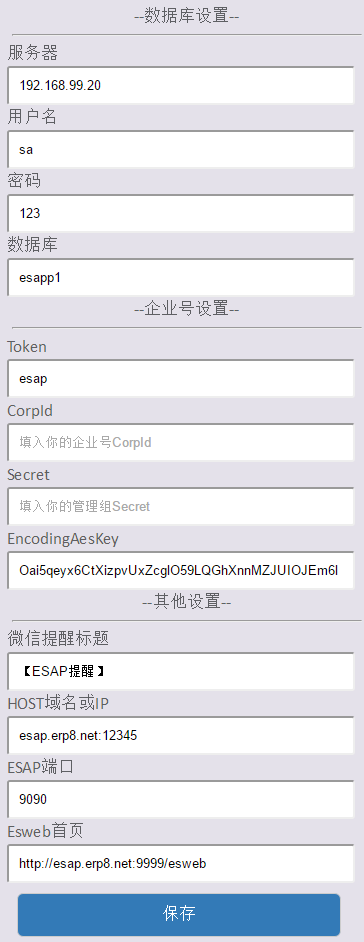 --数据库设置--
服务器
192.168.99.20
用户名
sa
密码
123
数据库
esapp1
--企业号设置--
Token
esap
CorpId
填入你的企业号CorpId
Secret
填入你的管理组Secret
EncodingAesKey
Oai5qeyx6CtXizpvUxZcglO59LQGhXnnMZJUIOJEm6l
--其他设置--
微信提醒标题
【ESAP提醒】
HOST域名或IP
esap.erp8.net:12345
ESAP端口
9090
Esweb首页
http://esap.erp8.net:9999/esweb
保存